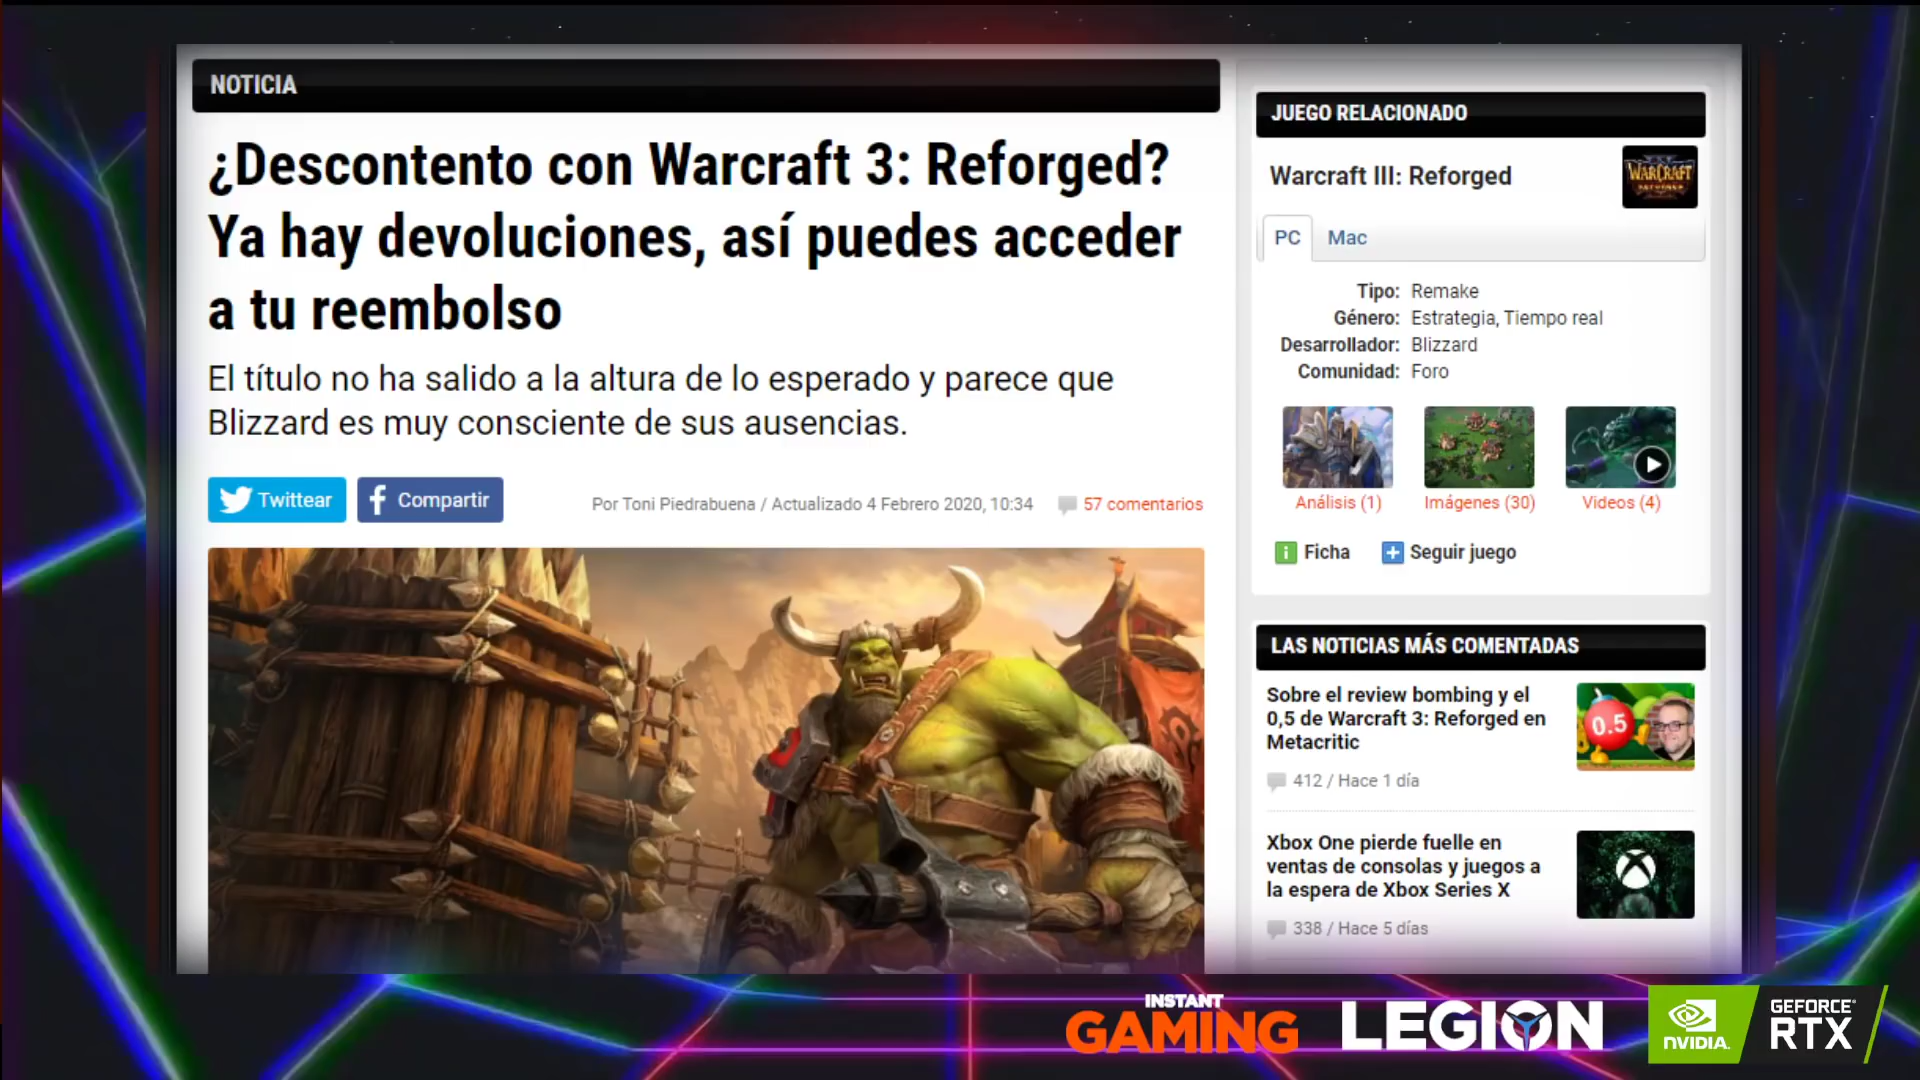 NOTICIA
¿Descontento con Warcraft 3: Reforged?
Ya hay devoluciones, así puedes acceder
a tu reembolso
El título no ha salido a la altura de lo esperado y parece que
Blizzard es muy consciente de sus ausencias.
Twittear
Compartir
Por Toni Piedrabuena / Actualizado 4 Febrero 2020, 10:34
57 comentarios
JUEGO RELACIONADO
Warcraft III: Reforged
WARCRAFT
PC
Mac
Tipo: Remake
Género: Estrategia, Tiempo real
Desarrollador: Blizzard
Comunidad: Foro
Análisis (1)
Imágenes (30)
Videos (4)
Ficha
Seguir juego
LAS NOTICIAS MÁS COMENTADAS
Sobre el review bombing y el
0,5 de Warcraft 3: Reforged en
Metacritic
0.5
412 / Hace 1 día
Xbox One pierde fuelle en
ventas de consolas y juegos a
la espera de Xbox Series X
338 / Hace 5 días
INSTANT
GAMING
LEGION
NVIDIA.
GEFORCE
RTX